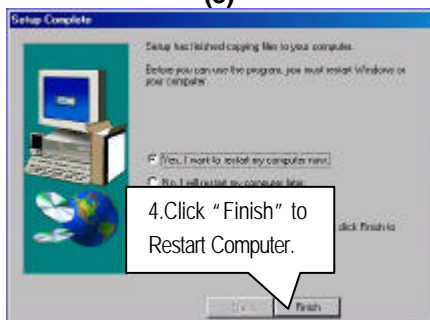 Setup Complete
Setup has finished copying files to your computer.
Before you can use the program, you must restart Windows or
your computer.
Yes, I want to restart my computer now.
No, I will restart my computer later.
4.Click “Finish” to
Restart Computer.
click Finish to
Finish